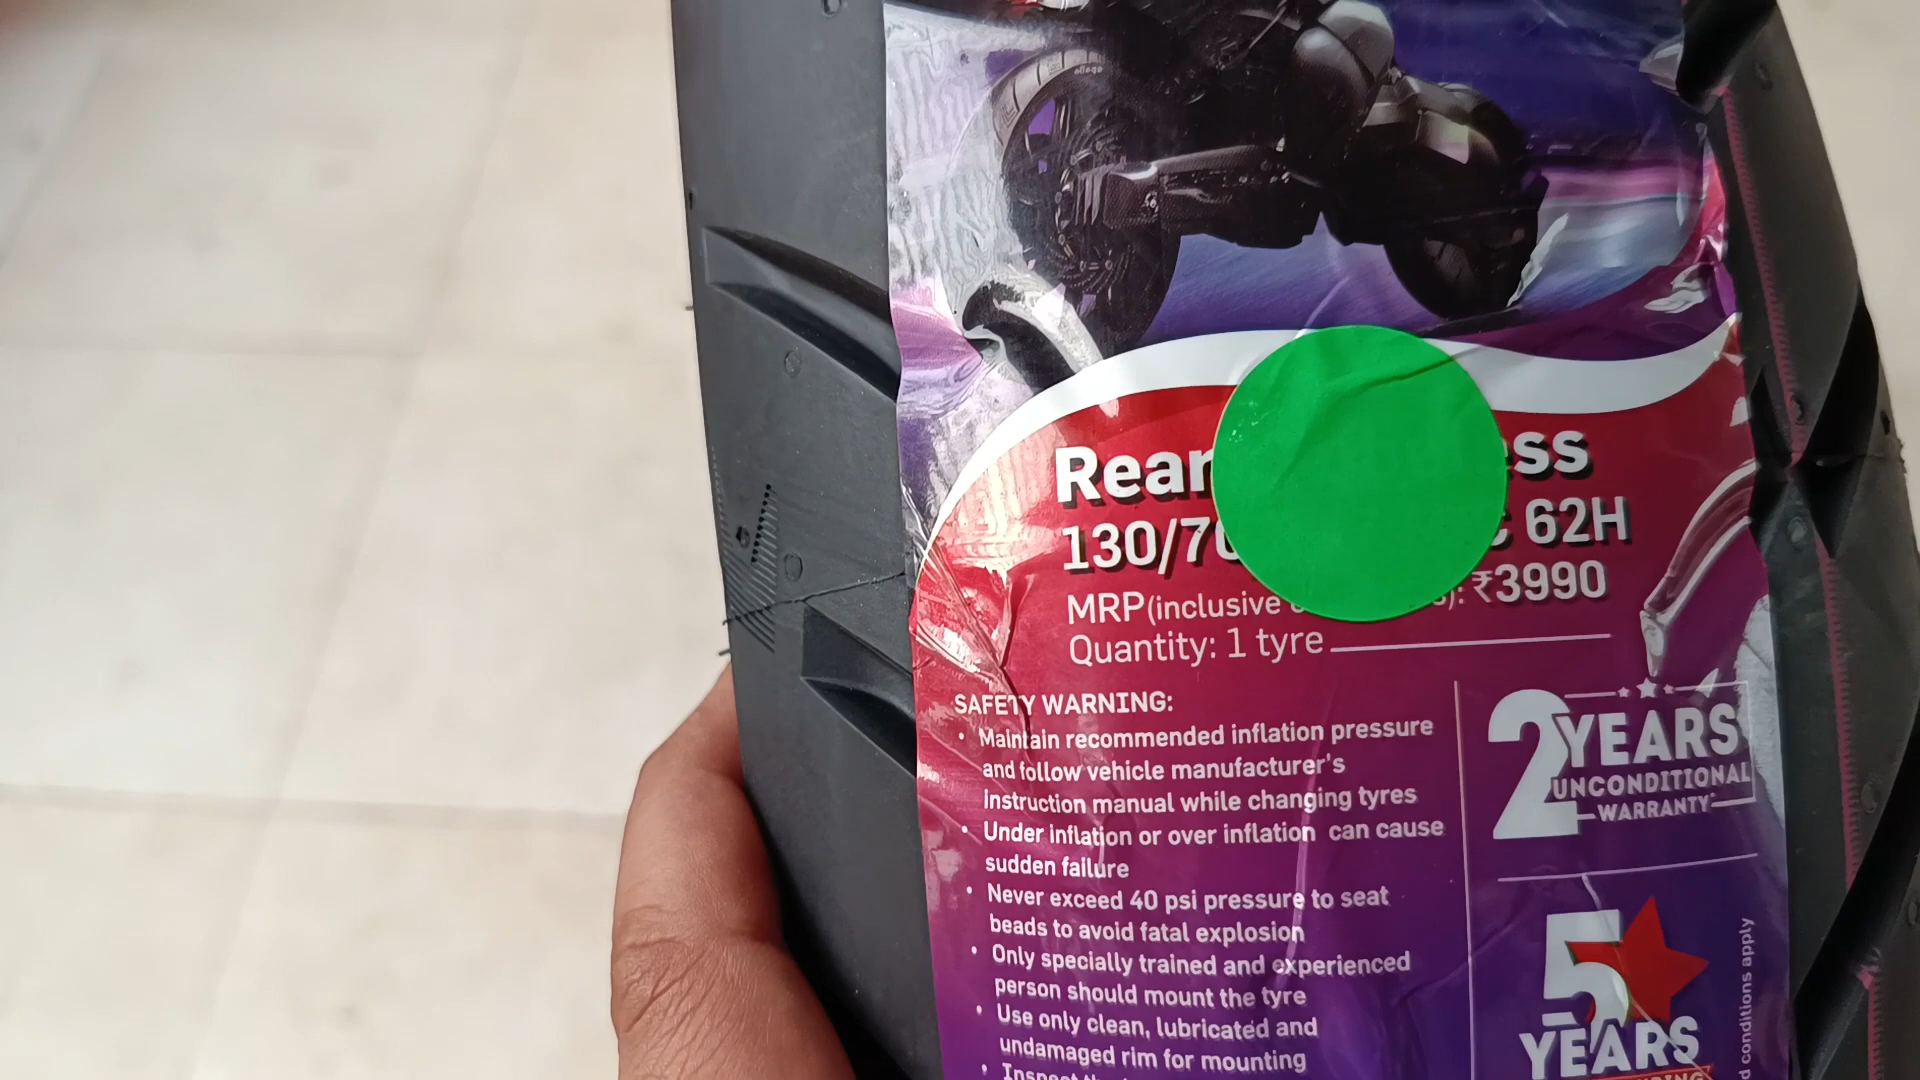 Rear
130/70 62H
MRP(inclusive ₹3990
Quantity: 1 tyre
SAFETY WARNING:
• Maintain recommended inflation pressure
and follow vehicle manufacturer's
instruction manual while changing tyres
• Under inflation or over inflation can cause
sudden failure
• Never exceed 40 psi pressure to seat
beads to avoid fatal explosion
• Only specially trained and experienced
person should mount the tyre
• Use only clean, lubricated and
undamaged rim for mounting
2 YEARS
UNCONDITIONAL
WARRANTY*
5
YEARS
conditions apply